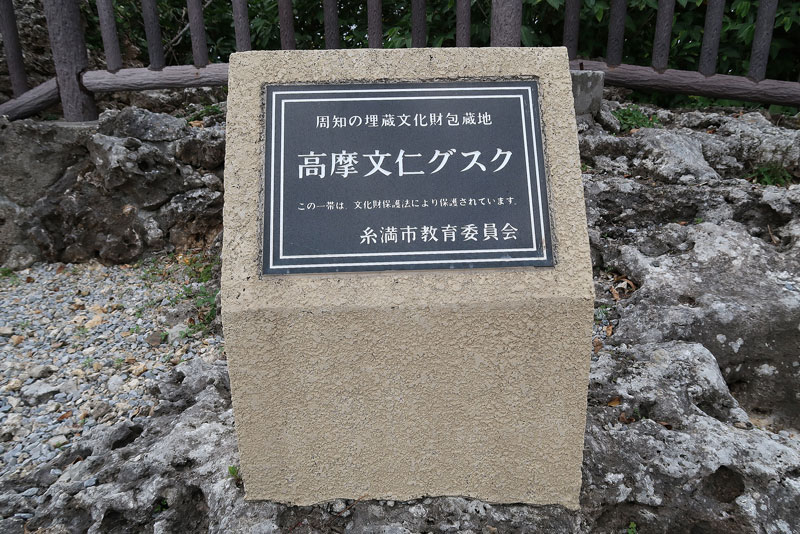 周知の埋蔵文化財包蔵地
高摩文仁グスク
この一帯は、文化財保護法により保護されています。
糸満市教育委員会